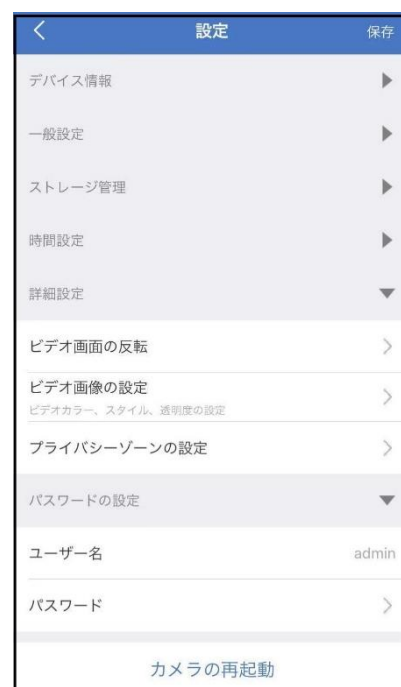 設定
保存
デバイス情報
一般設定
ストレージ管理
時間設定
詳細設定
ビデオ画面の反転
ビデオ画像の設定
ビデオカラー、スタイル、透明度の設定
プライバシーゾーンの設定
パスワードの設定
ユーザー名 admin
パスワード
カメラの再起動